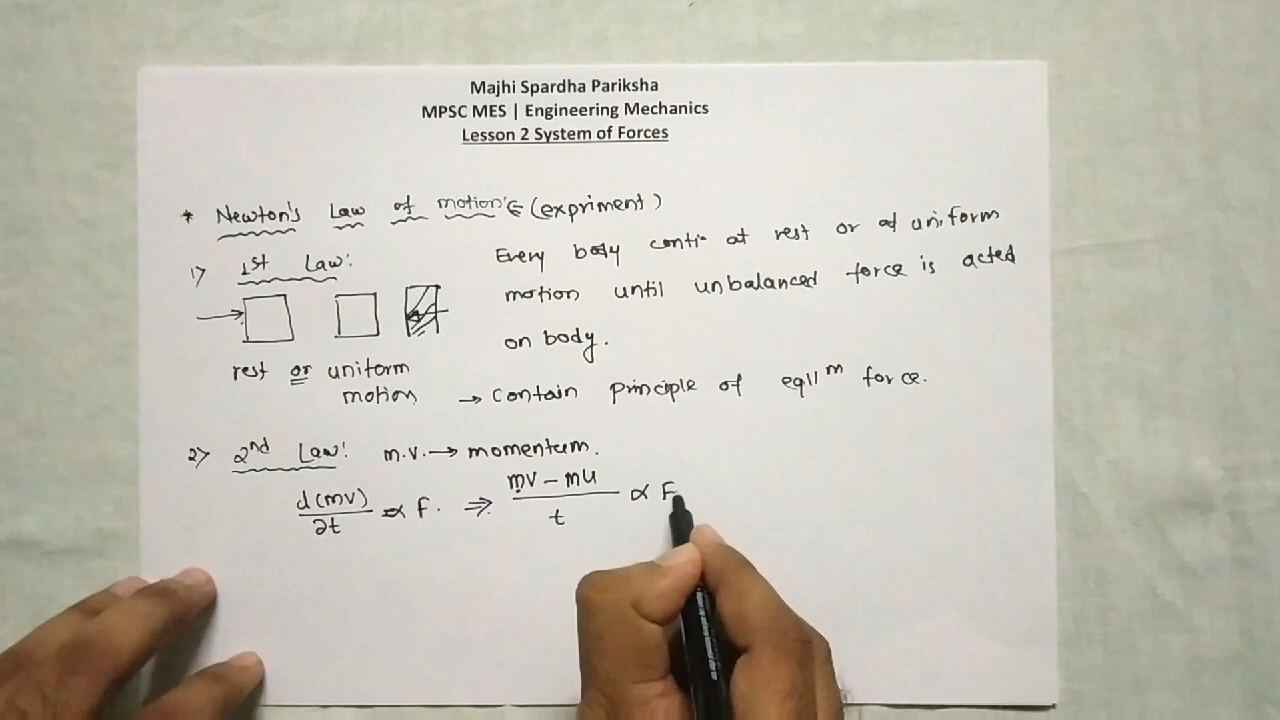 Majhi Spardha Pariksha
MPSC MES | Engineering Mechanics
Lesson 2 System of Forces
* Newton's Law of motion (expriment)
1) 1st Law:
Every body conti- at rest or of uniform
motion until unbalanced force is acted
on body.
rest or uniform
motion
→ contain principle of eqllᵐ force.
2) 2nd Law: m.v. → momentum.
d(mv)/∂t ∝ F. ⇒ mv - mu/t ∝ F